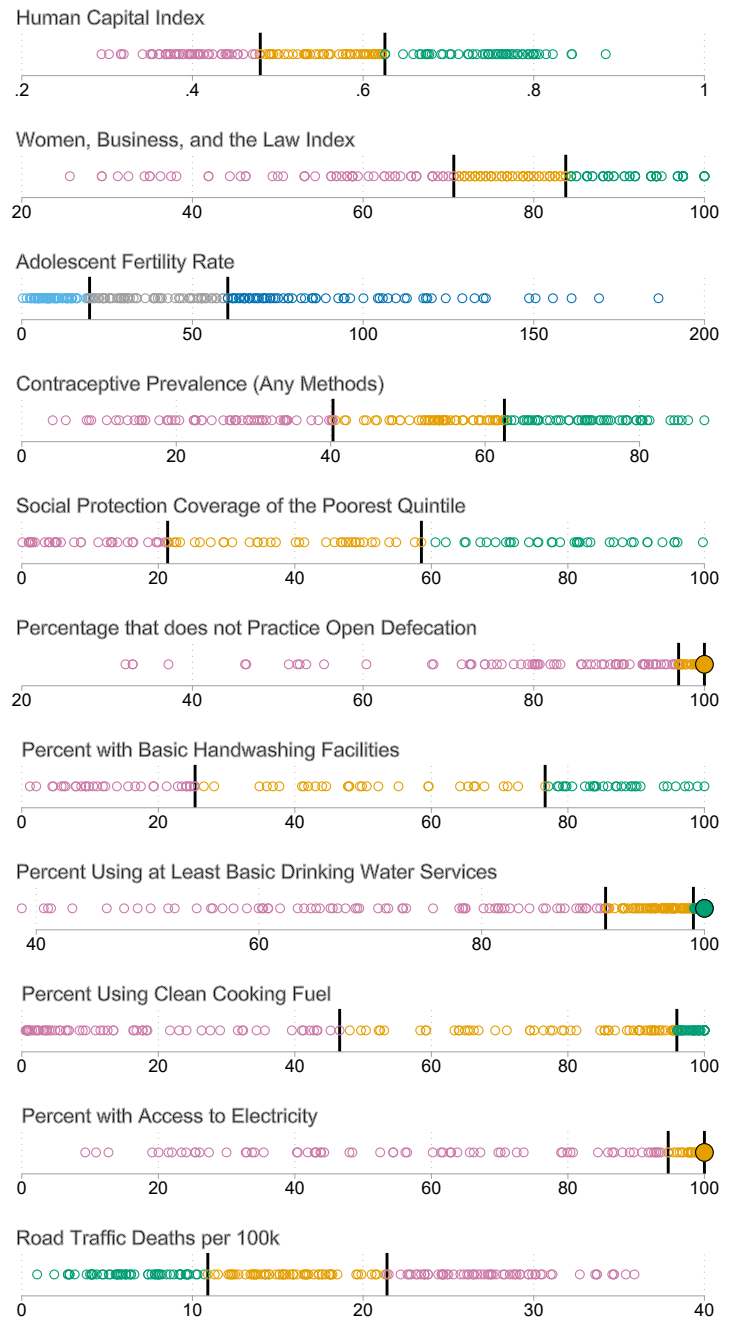 Human Capital Index
.2 .4 .6 .8 1
Women, Business, and the Law Index
20 40 60 80 100
Adolescent Fertility Rate
0 50 100 150 200
Contraceptive Prevalence (Any Methods)
0 20 40 60 80
Social Protection Coverage of the Poorest Quintile
0 20 40 60 80 100
Percentage that does not Practice Open Defecation
20 40 60 80 100
Percent with Basic Handwashing Facilities
0 20 40 60 80 100
Percent Using at Least Basic Drinking Water Services
40 60 80 100
Percent Using Clean Cooking Fuel
0 20 40 60 80 100
Percent with Access to Electricity
0 20 40 60 80 100
Road Traffic Deaths per 100k
0 10 20 30 40